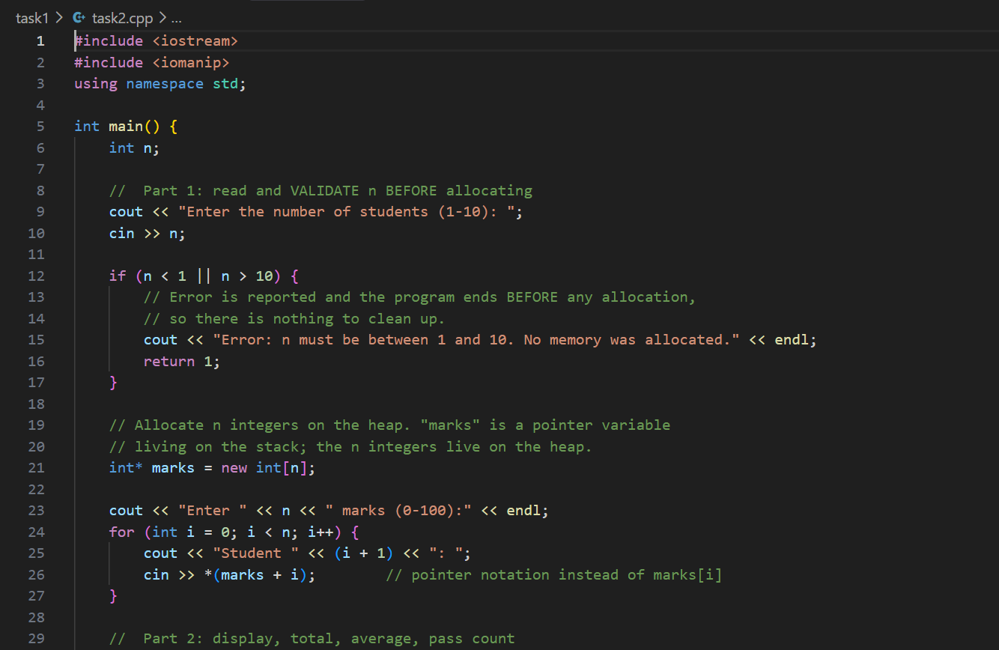 task1 > task2.cpp > ...
1 #include <iostream>
2 #include <iomanip>
3 using namespace std;
4
5 int main() {
6     int n;
7
8     //  Part 1: read and VALIDATE n BEFORE allocating
9     cout << "Enter the number of students (1-10): ";
10     cin >> n;
11
12     if (n < 1 || n > 10) {
13         // Error is reported and the program ends BEFORE any allocation,
14         // so there is nothing to clean up.
15         cout << "Error: n must be between 1 and 10. No memory was allocated." << endl;
16         return 1;
17     }
18
19     // Allocate n integers on the heap. "marks" is a pointer variable
20     // living on the stack; the n integers live on the heap.
21     int* marks = new int[n];
22
23     cout << "Enter " << n << " marks (0-100):" << endl;
24     for (int i = 0; i < n; i++) {
25         cout << "Student " << (i + 1) << ": ";
26         cin >> *(marks + i);        // pointer notation instead of marks[i]
27     }
28
29     //  Part 2: display, total, average, pass count